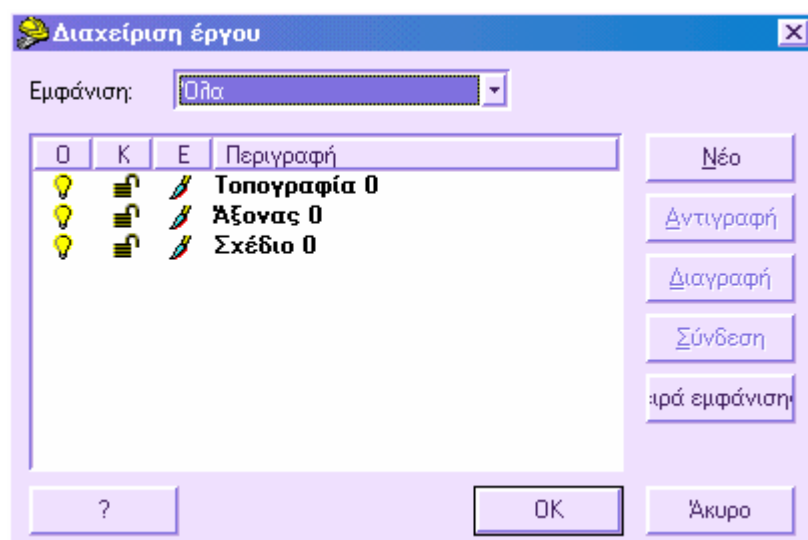 Διαχείριση έργου
Εμφάνιση: Όλα
Ο Κ Ε Περιγραφή
Τοπογραφία 0
Άξονας 0
Σχέδιο 0
Νέο
Αντιγραφή
Διαγραφή
Σύνδεση
ιρά εμφάνιση
? OK Άκυρο